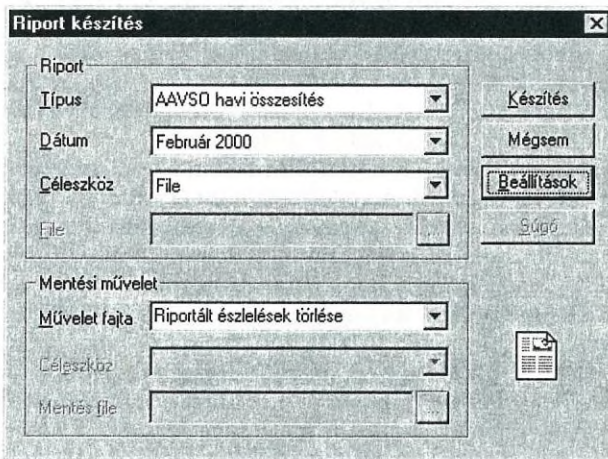 Riport készítés
Riport
Típus AAVSO havi összesítés Készítés
Dátum Február 2000 Mégsem
Céleszköz File Beállítások
File ... Súgó
Mentési művelet
Művelet fajta Riportált észlelések törlése
Céleszköz
Mentés file ...